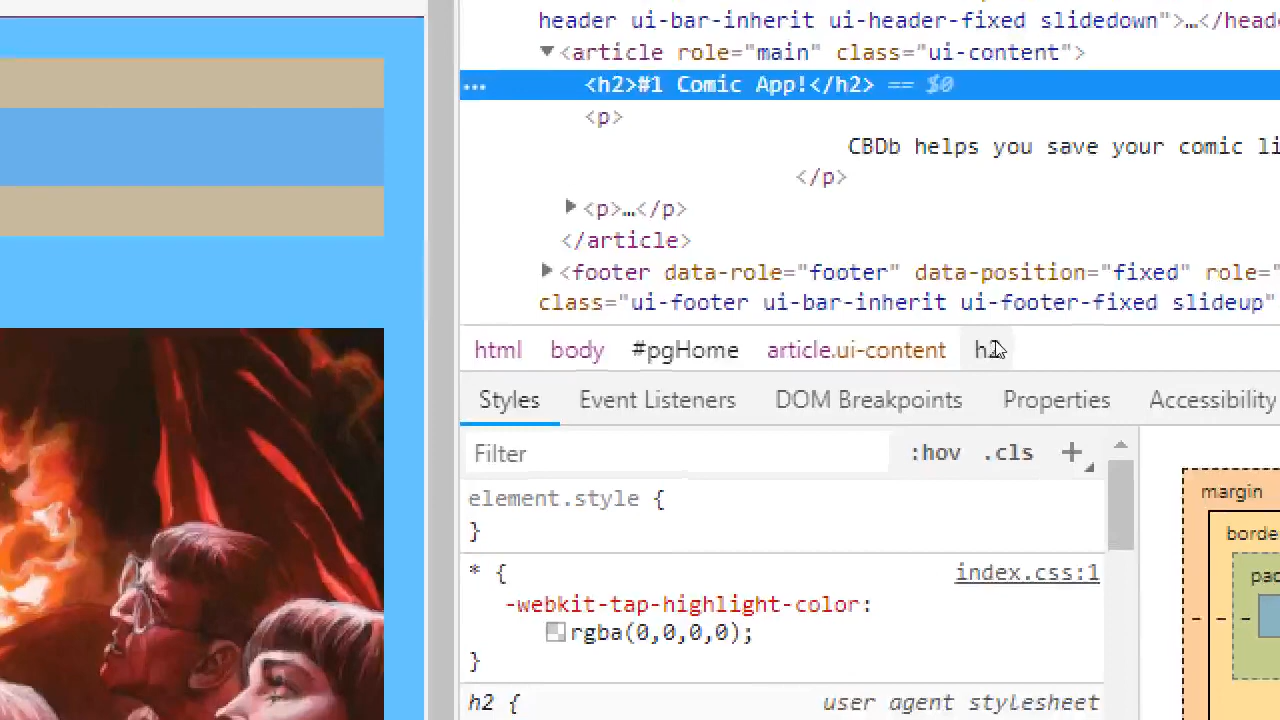 header ui-bar-inherit ui-header-fixed slidedown">…</head
▼<article role="main" class="ui-content">
... <h2>#1 Comic App!</h2> == $0
<p>
CBDb helps you save your comic li
</p>
▶<p>…</p>
</article>
▶<footer data-role="footer" data-position="fixed" role="
class="ui-footer ui-bar-inherit ui-footer-fixed slideup"
html body #pgHome article.ui-content h2
Styles Event Listeners DOM Breakpoints Properties Accessibility
Filter :hov .cls +
element.style {
}
* { index.css:1
-webkit-tap-highlight-color:
rgba(0,0,0,0);
}
h2 { user agent stylesheet
margin
borde
pac
- - -